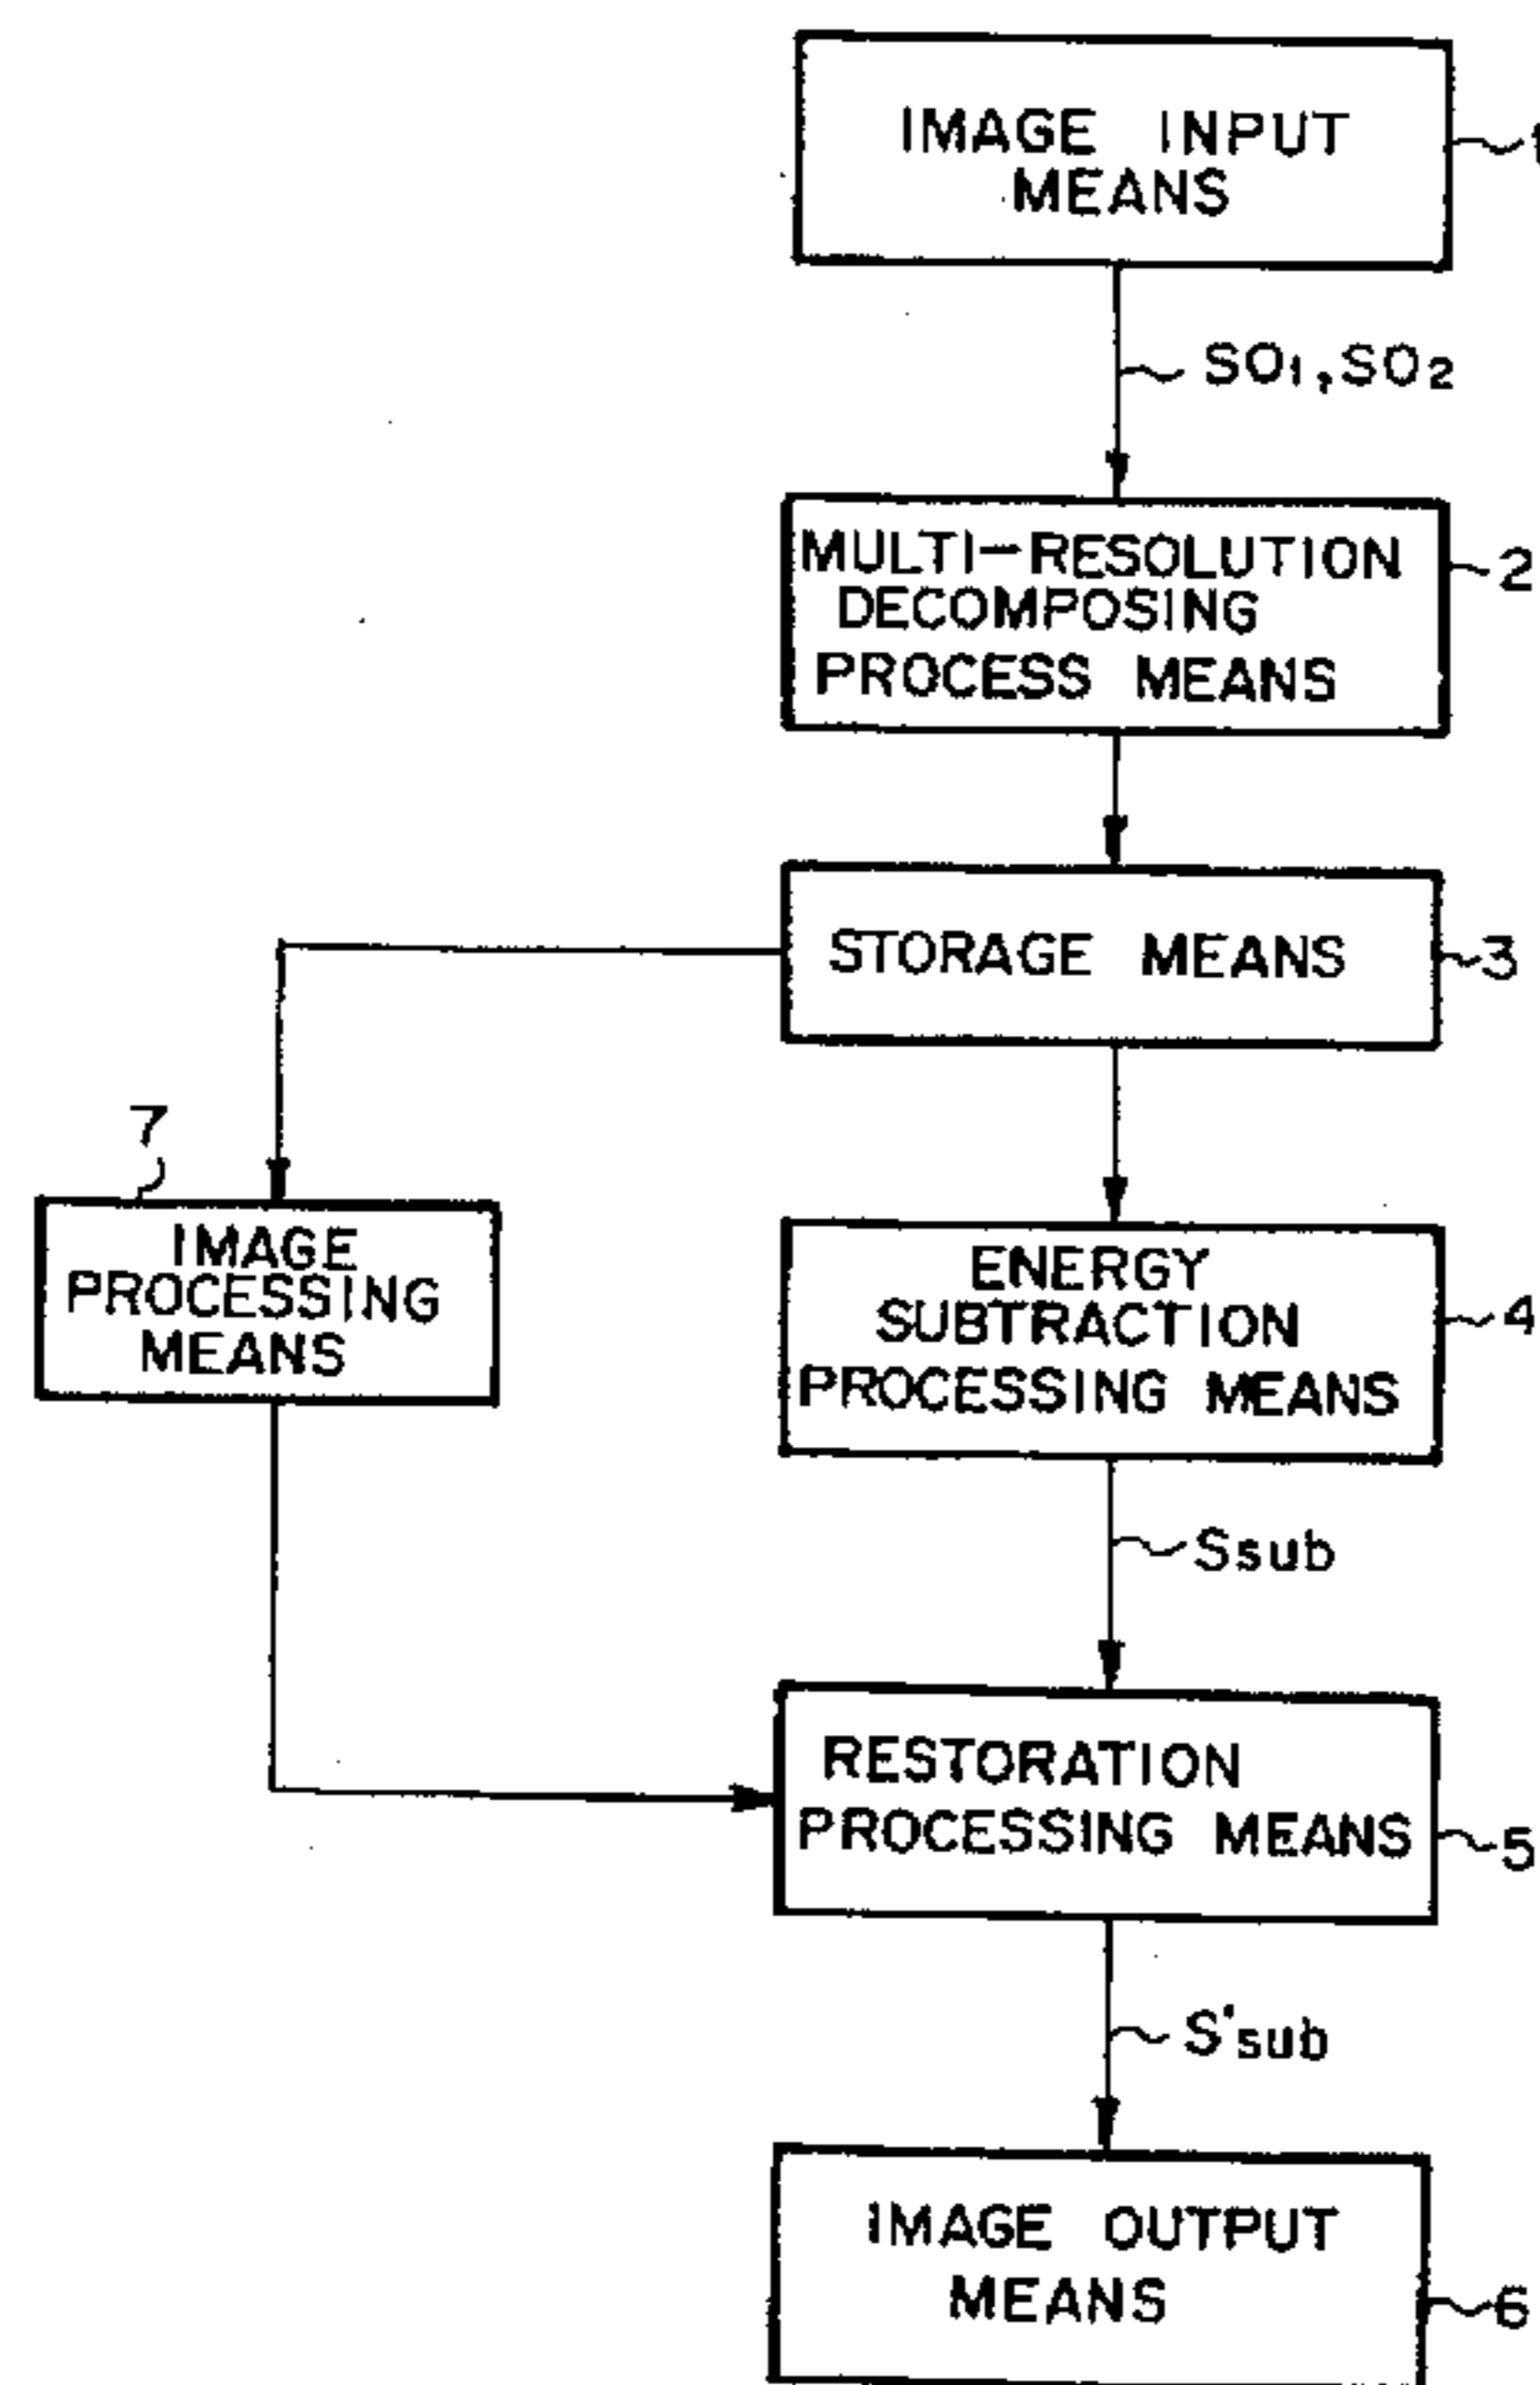 IMAGE INPUT
MEANS
1
SO1, SO2
MULTI-RESOLUTION
DECOMPOSING
PROCESS MEANS
2
STORAGE MEANS
3
7
IMAGE
PROCESSING
MEANS
ENERGY
SUBTRACTION
PROCESSING MEANS
4
Ssub
RESTORATION
PROCESSING MEANS
5
S'sub
IMAGE OUTPUT
MEANS
6